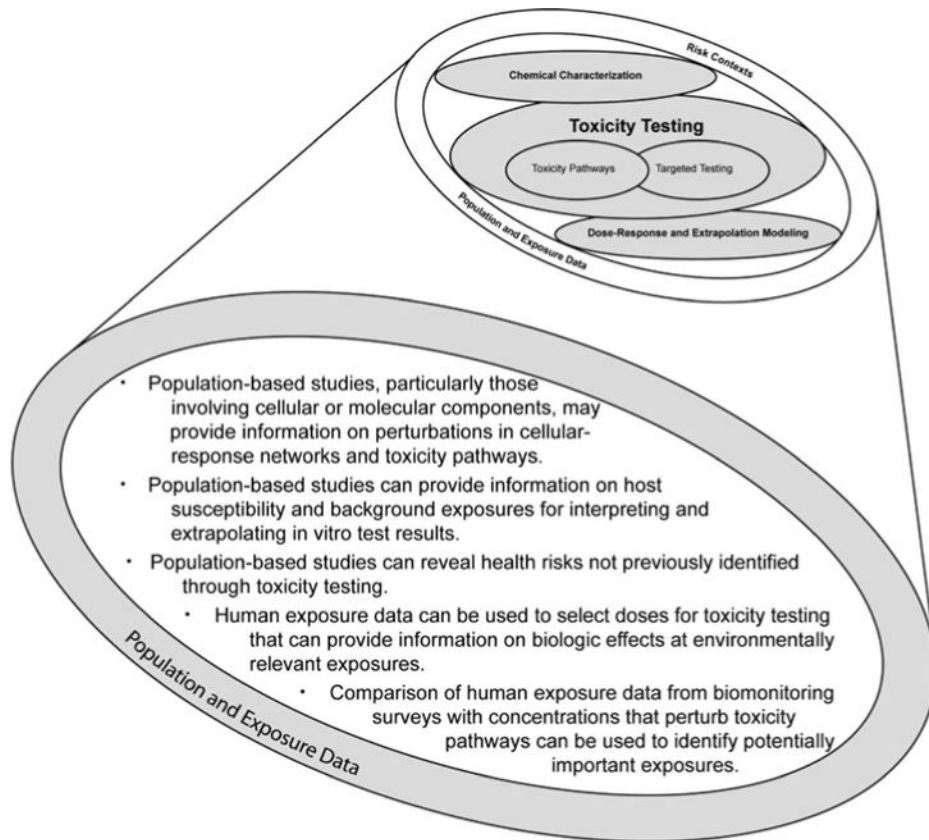 Risk Contexts
Chemical Characterization
Toxicity Testing
Toxicity Pathways
Targeted Testing
Dose-Response and Extrapolation Modeling
Population and Exposure Data
· Population-based studies, particularly those
involving cellular or molecular components, may
provide information on perturbations in cellular-
response networks and toxicity pathways.
· Population-based studies can provide information on host
susceptibility and background exposures for interpreting and
extrapolating in vitro test results.
· Population-based studies can reveal health risks not previously identified
through toxicity testing.
· Human exposure data can be used to select doses for toxicity testing
that can provide information on biologic effects at environmentally
relevant exposures.
· Comparison of human exposure data from biomonitoring
surveys with concentrations that perturb toxicity
pathways can be used to identify potentially
important exposures.
Population and Exposure Data